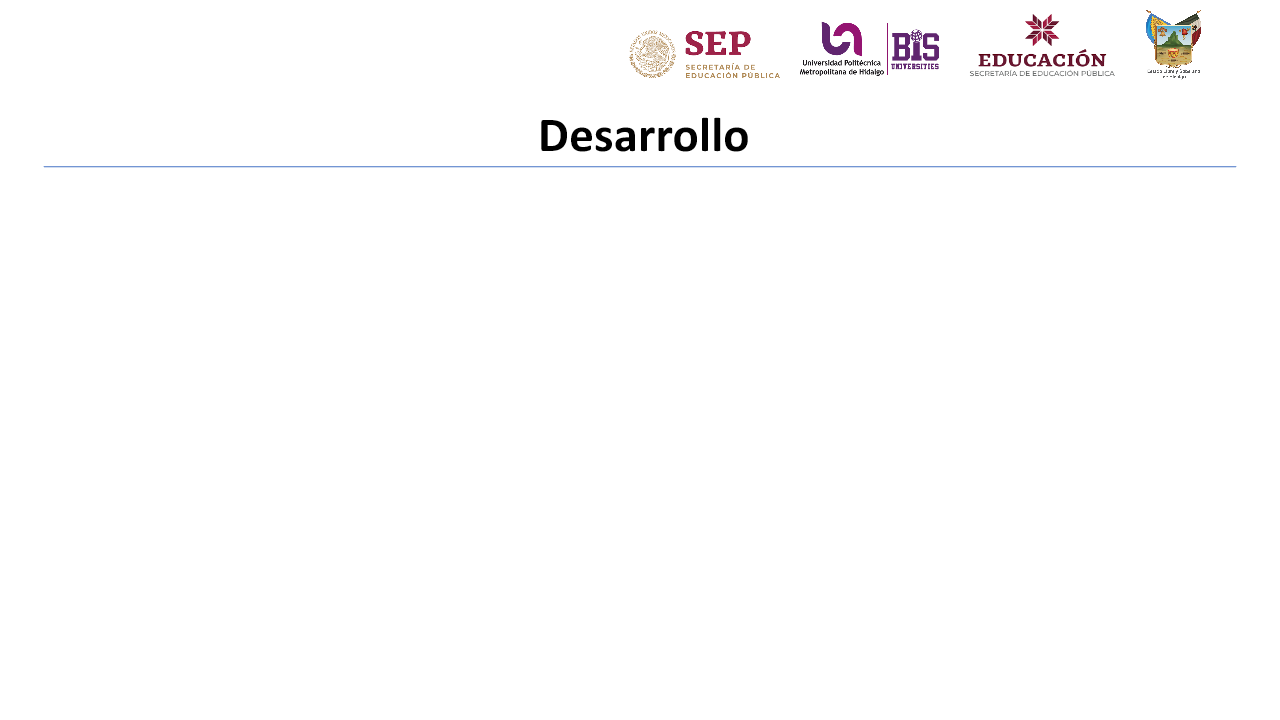 SEP
SECRETARÍA DE
EDUCACIÓN PÚBLICA
Universidad Politécnica
Metropolitana de Hidalgo
BIS
UNIVERSITIES
EDUCACIÓN
SECRETARÍA DE EDUCACIÓN PÚBLICA
Desarrollo